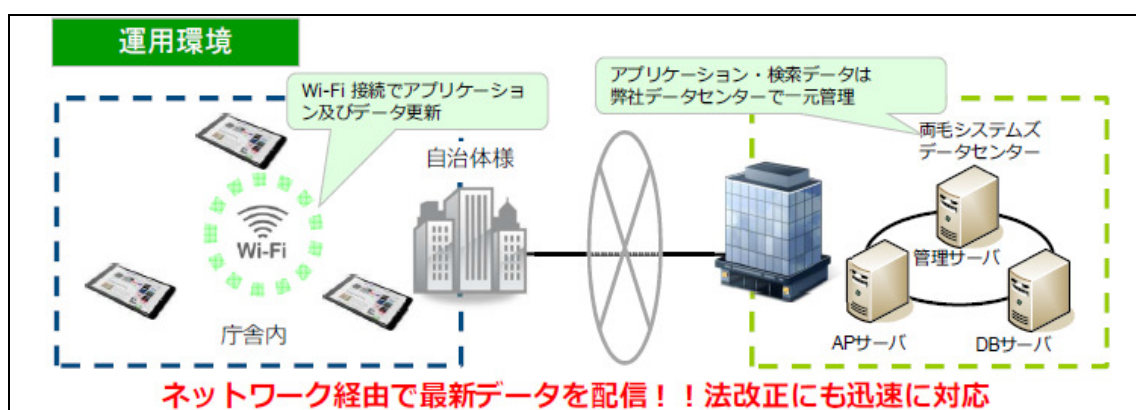 運用環境
Wi-Fi 接続でアプリケーショ
ン及びデータ更新
アプリケーション・検索データは
弊社データセンターで一元管理
自治体様
両毛システムズ
データセンター
Wi-Fi
管理サーバ
庁舎内
APサーバ
DBサーバ
ネットワーク経由で最新データを配信！！法改正にも迅速に対応